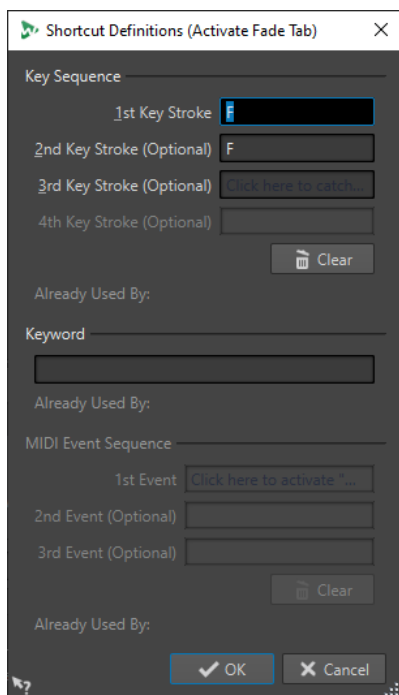 Shortcut Definitions (Activate Fade Tab)
Key Sequence
1st Key Stroke F
2nd Key Stroke (Optional) F
3rd Key Stroke (Optional) Click here to catch...
4th Key Stroke (Optional)
Clear
Already Used By:
Keyword
Already Used By:
MIDI Event Sequence
1st Event Click here to activate "...
2nd Event (Optional)
3rd Event (Optional)
Clear
Already Used By:
OK Cancel